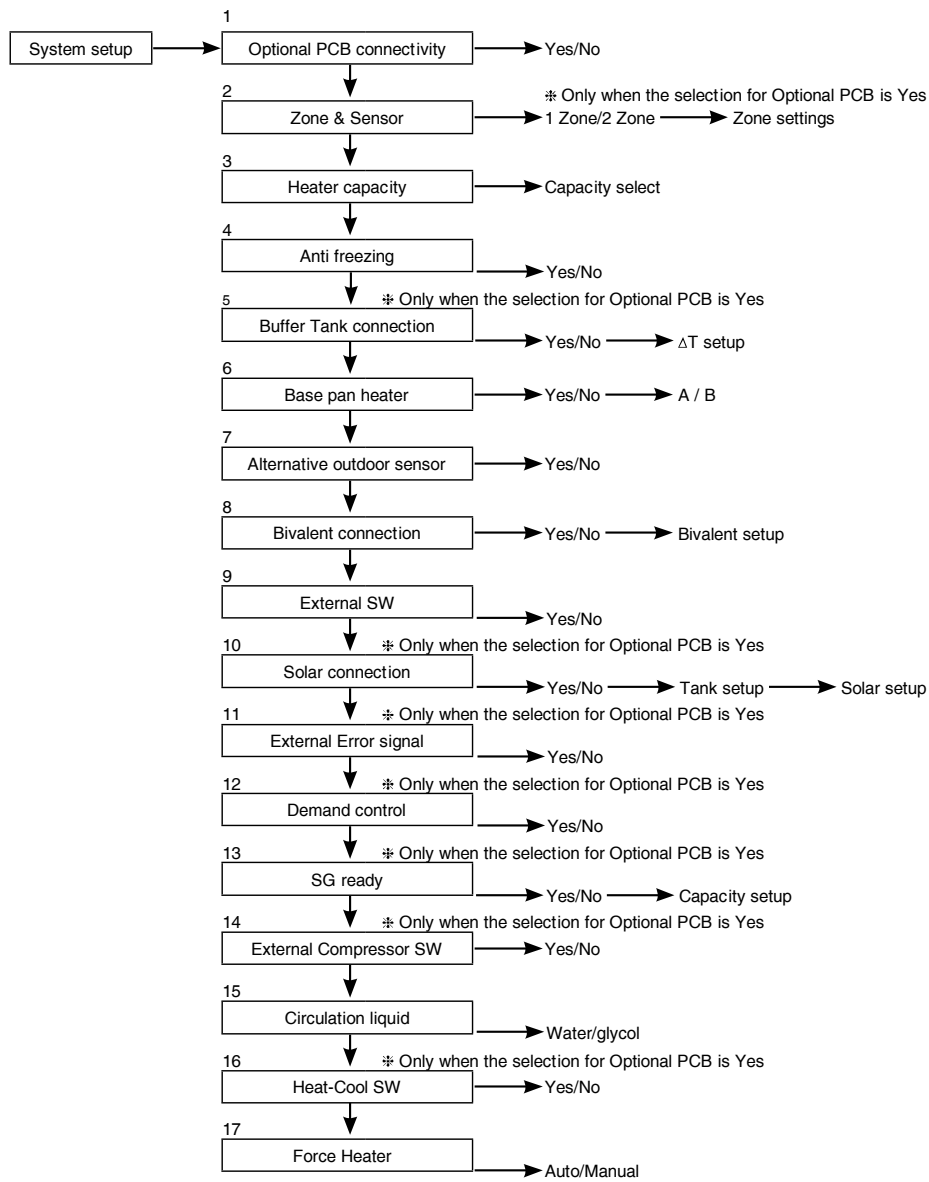 1
System setup
Optional PCB connectivity
Yes/No
2
⁜ Only when the selection for Optional PCB is Yes
Zone & Sensor
1 Zone/2 Zone
Zone settings
3
Heater capacity
Capacity select
4
Anti freezing
Yes/No
5
⁜ Only when the selection for Optional PCB is Yes
Buffer Tank connection
Yes/No
ΔT setup
6
Base pan heater
Yes/No
A / B
7
Alternative outdoor sensor
Yes/No
8
Bivalent connection
Yes/No
Bivalent setup
9
External SW
Yes/No
10
⁜ Only when the selection for Optional PCB is Yes
Solar connection
Yes/No
Tank setup
Solar setup
11
⁜ Only when the selection for Optional PCB is Yes
External Error signal
Yes/No
12
⁜ Only when the selection for Optional PCB is Yes
Demand control
Yes/No
13
⁜ Only when the selection for Optional PCB is Yes
SG ready
Yes/No
Capacity setup
14
⁜ Only when the selection for Optional PCB is Yes
External Compressor SW
Yes/No
15
Circulation liquid
Water/glycol
16
⁜ Only when the selection for Optional PCB is Yes
Heat-Cool SW
Yes/No
17
Force Heater
Auto/Manual